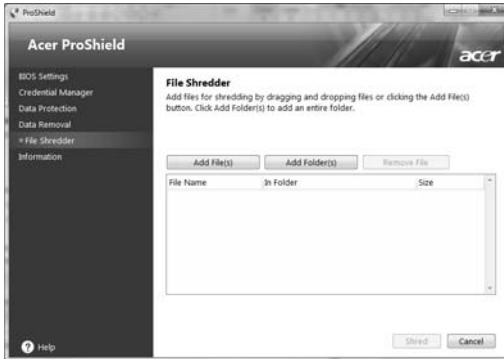 ProShield
Acer ProShield
acer
BIOS Settings
Credential Manager
Data Protection
Data Removal
File Shredder
Information
Help
File Shredder
Add files for shredding by dragging and dropping files or clicking the Add File(s)
button. Click Add Folder(s) to add an entire folder.
Add File(s) Add Folder(s) Remove File
File Name In Folder Size
Shred Cancel